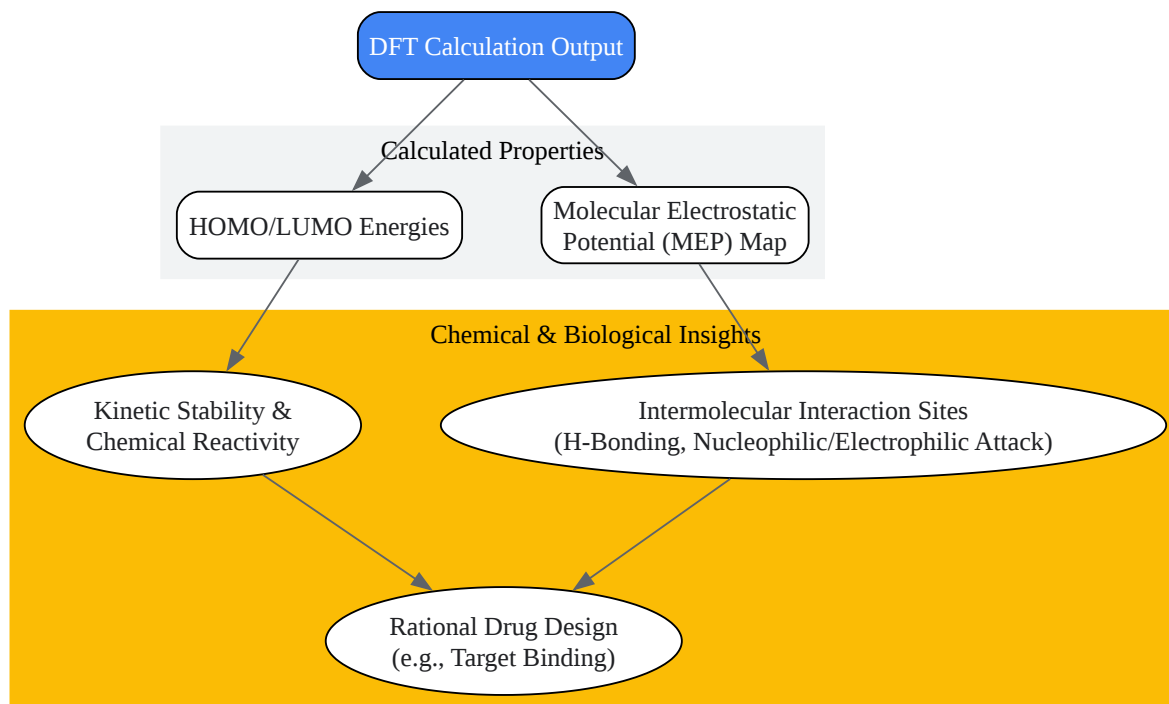 DFT Calculation Output
Calculated Properties
HOMO/LUMO Energies
Molecular Electrostatic
Potential (MEP) Map
Chemical & Biological Insights
Kinetic Stability &
Chemical Reactivity
Intermolecular Interaction Sites
(H-Bonding, Nucleophilic/Electrophilic Attack)
Rational Drug Design
(e.g., Target Binding)